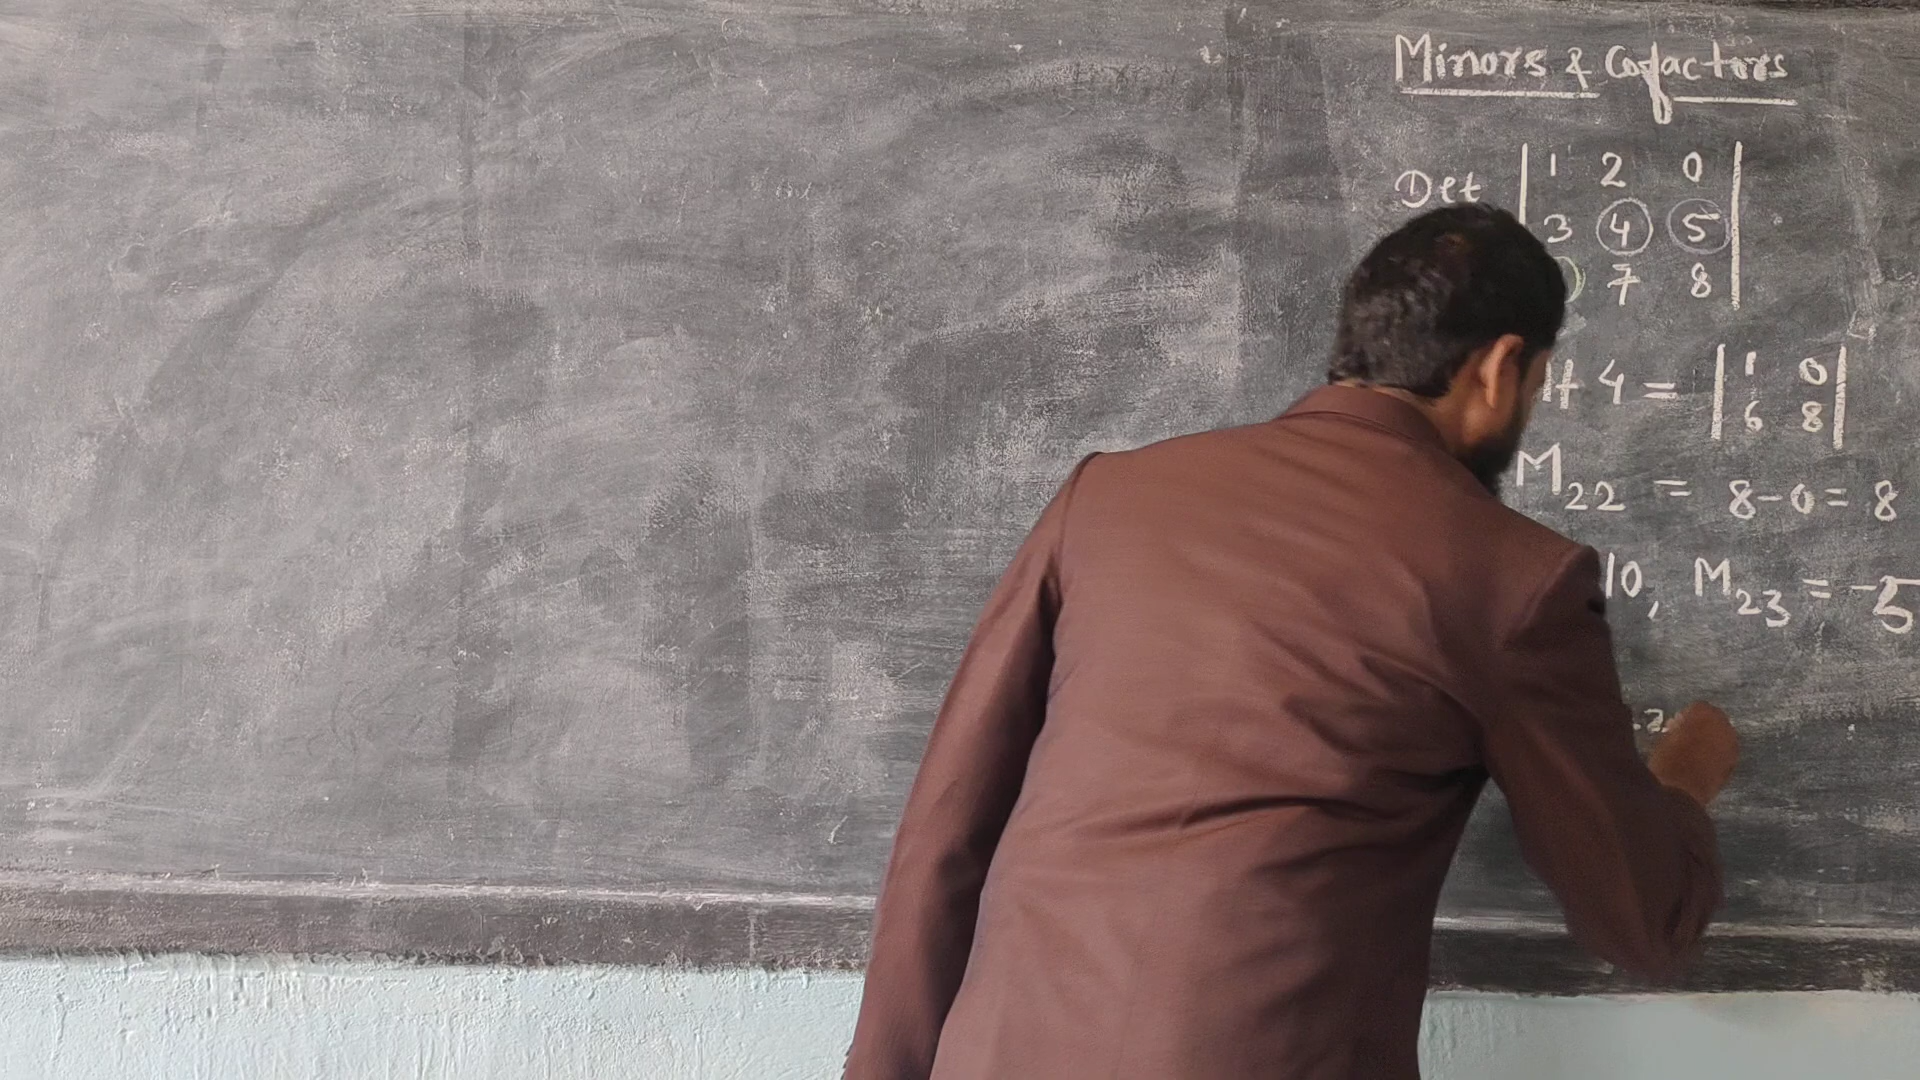 Minors & Cofactors
Det | 1 2 0 |
| 3 4 5 |
7 8 |
4 = | 1 0 |
| 6 8 |
M22 = 8-0 = 8
10, M23 = -5